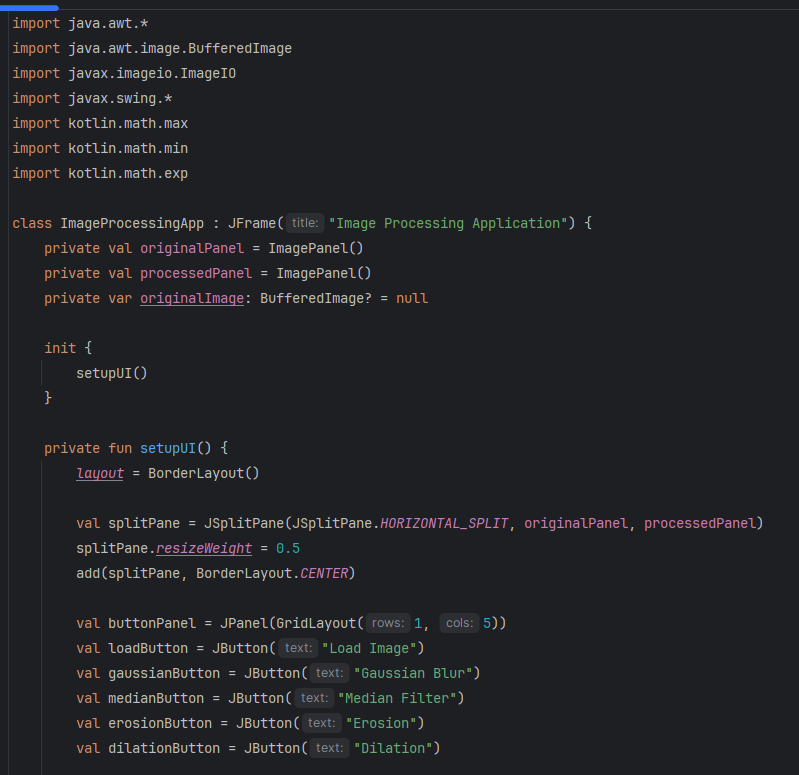 import java.awt.*
import java.awt.image.BufferedImage
import javax.imageio.ImageIO
import javax.swing.*
import kotlin.math.max
import kotlin.math.min
import kotlin.math.exp
class ImageProcessingApp : JFrame( title: "Image Processing Application") {
private val originalPanel = ImagePanel()
private val processedPanel = ImagePanel()
private var originalImage: BufferedImage? = null
init {
setupUI()
}
private fun setupUI() {
layout = BorderLayout()
val splitPane = JSplitPane(JSplitPane.HORIZONTAL_SPLIT, originalPanel, processedPanel)
splitPane.resizeWeight = 0.5
add(splitPane, BorderLayout.CENTER)
val buttonPanel = JPanel(GridLayout( rows: 1, cols: 5))
val loadButton = JButton( text: "Load Image")
val gaussianButton = JButton( text: "Gaussian Blur")
val medianButton = JButton( text: "Median Filter")
val erosionButton = JButton( text: "Erosion")
val dilationButton = JButton( text: "Dilation")